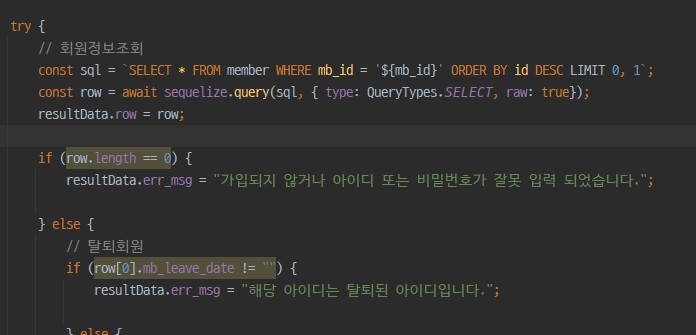 try {
// 회원정보조회
const sql = `SELECT * FROM member WHERE mb_id = '${mb_id}' ORDER BY id DESC LIMIT 0, 1`;
const row = await sequelize.query(sql, { type: QueryTypes.SELECT, raw: true});
resultData.row = row;
if (row.length == 0) {
resultData.err_msg = "가입되지 않거나 아이디 또는 비밀번호가 잘못 입력 되었습니다.";
} else {
// 탈퇴회원
if (row[0].mb_leave_date != "") {
resultData.err_msg = "해당 아이디는 탈퇴된 아이디입니다.";
} else {